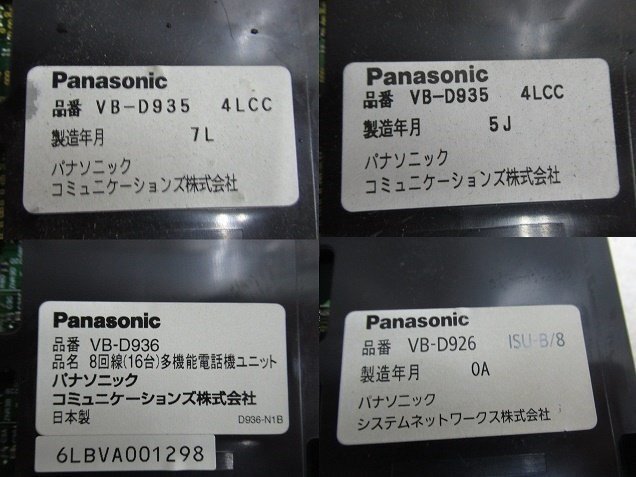 Panasonic
品番 VB-D935 4LCC
製造年月 7L
パナソニック
コミュニケーションズ株式会社
Panasonic
品番 VB-D935 4LCC
製造年月 5J
パナソニック
コミュニケーションズ株式会社
Panasonic
品番 VB-D936
品名 8回線(16台)多機能電話機ユニット
パナソニック
コミュニケーションズ株式会社
日本製 D936-N1B
6LBVA001298
Panasonic
品番 VB-D926 ISU-B/8
製造年月 0A
パナソニック
システムネットワークス株式会社